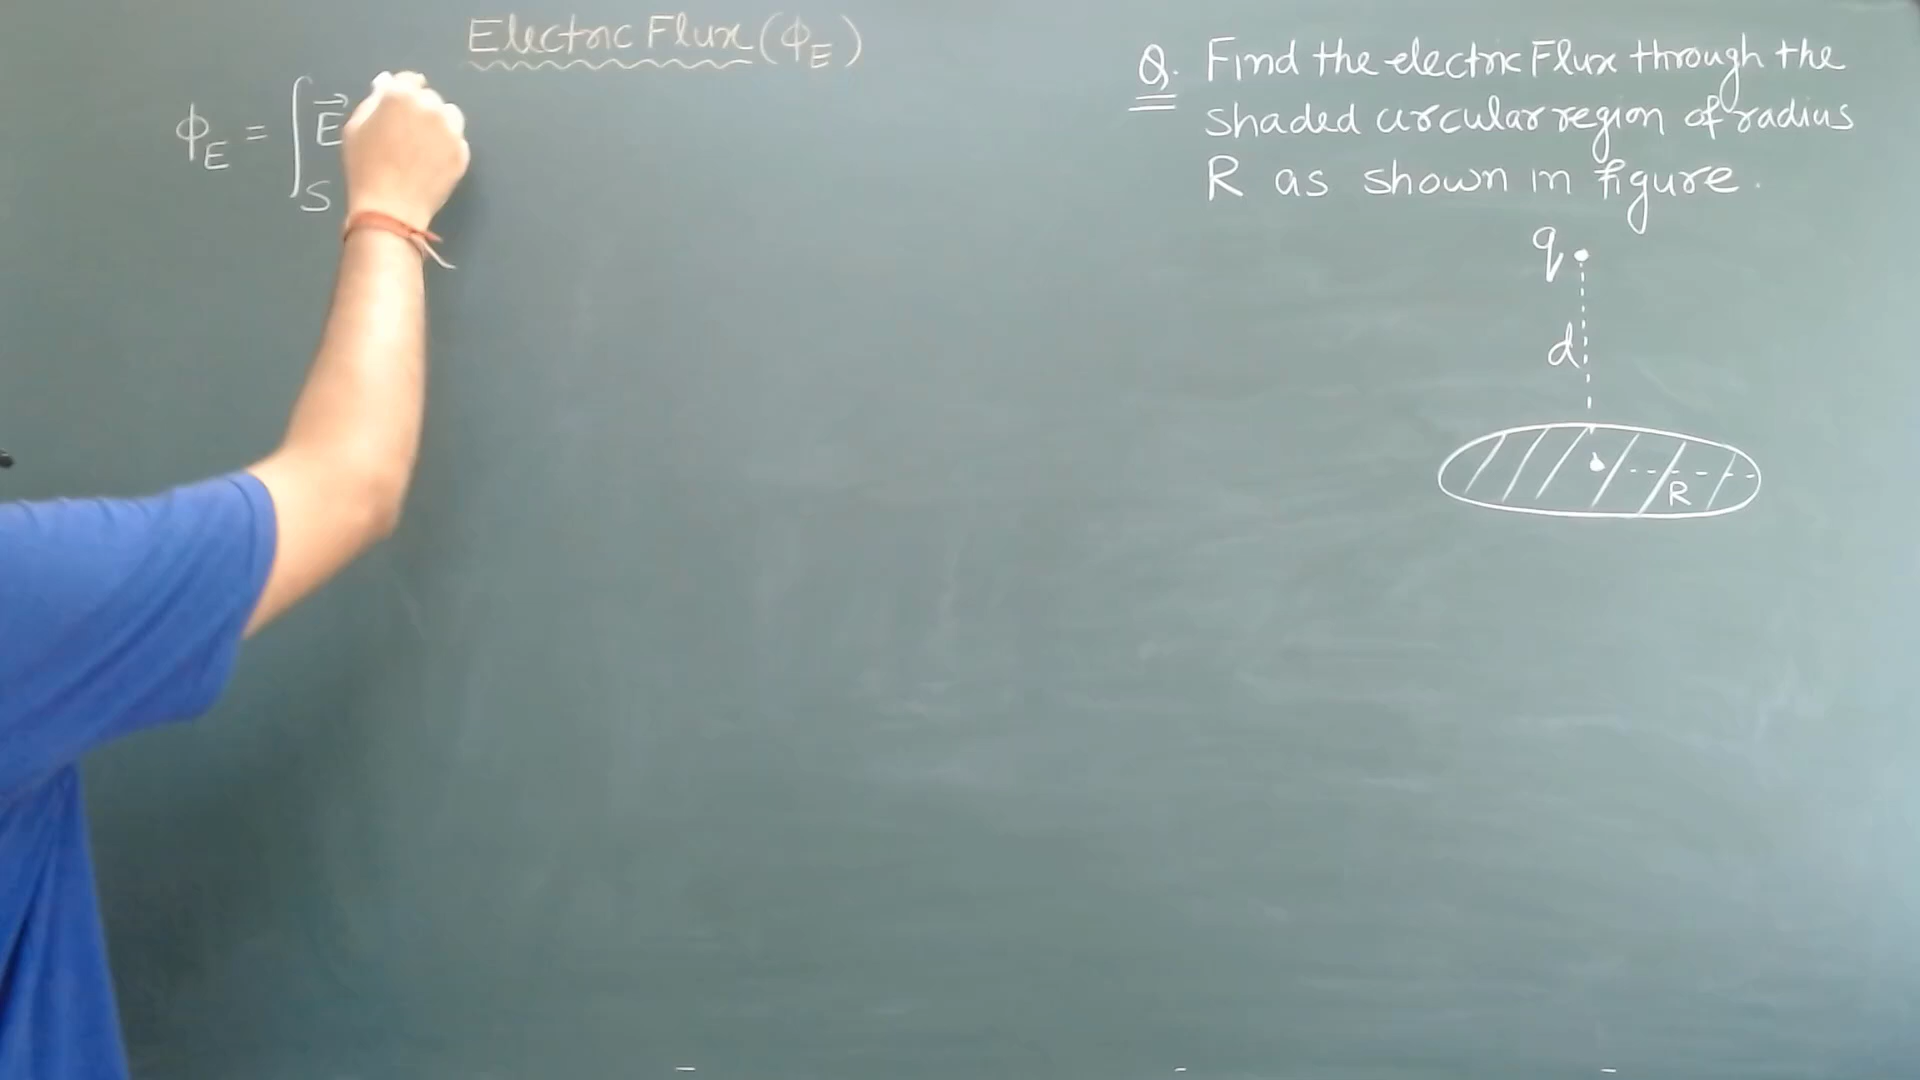 Electric Flux (ϕ_E)
ϕ_E = ∫_S E⃗
Q. Find the electric Flux through the
shaded circular region of radius
R as shown in figure.
q
d
R